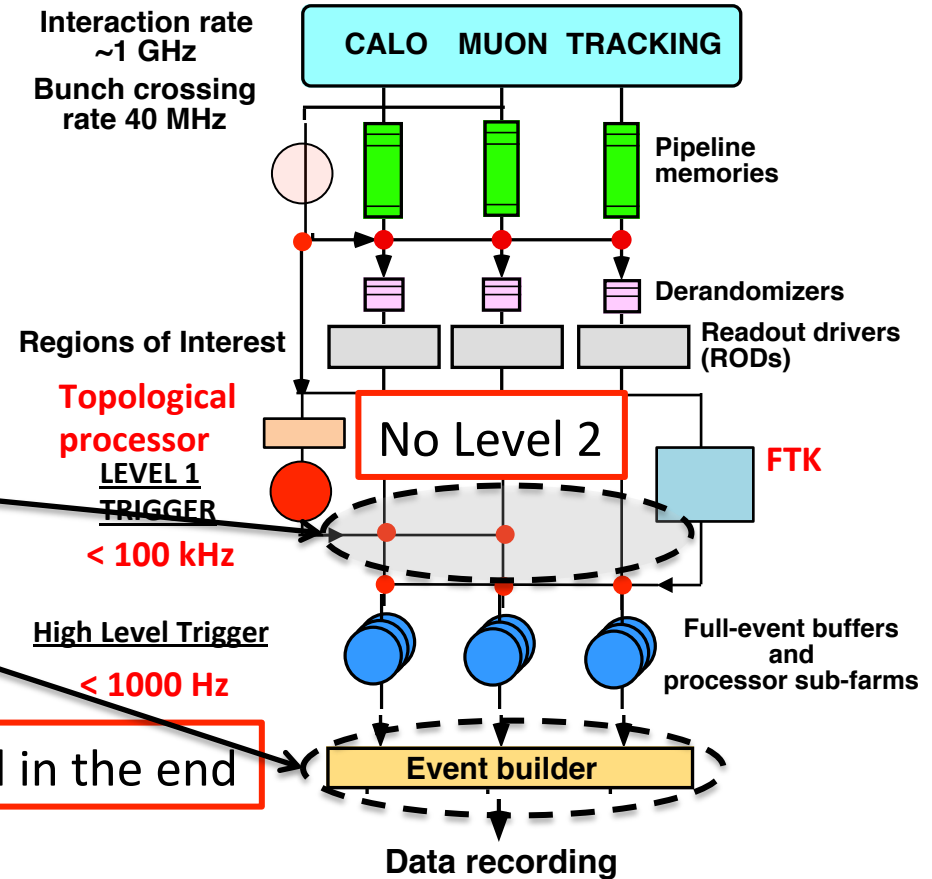 Interaction rate
~1 GHz
Bunch crossing
rate 40 MHz
CALO MUON TRACKING
Pipeline
memories
Derandomizers
Readout drivers
(RODs)
Regions of Interest
Topological
processor
LEVEL 1
TRIGGER
< 100 kHz
No Level 2
FTK
High Level Trigger
< 1000 Hz
Full-event buffers
and
processor sub-farms
in the end
Event builder
Data recording